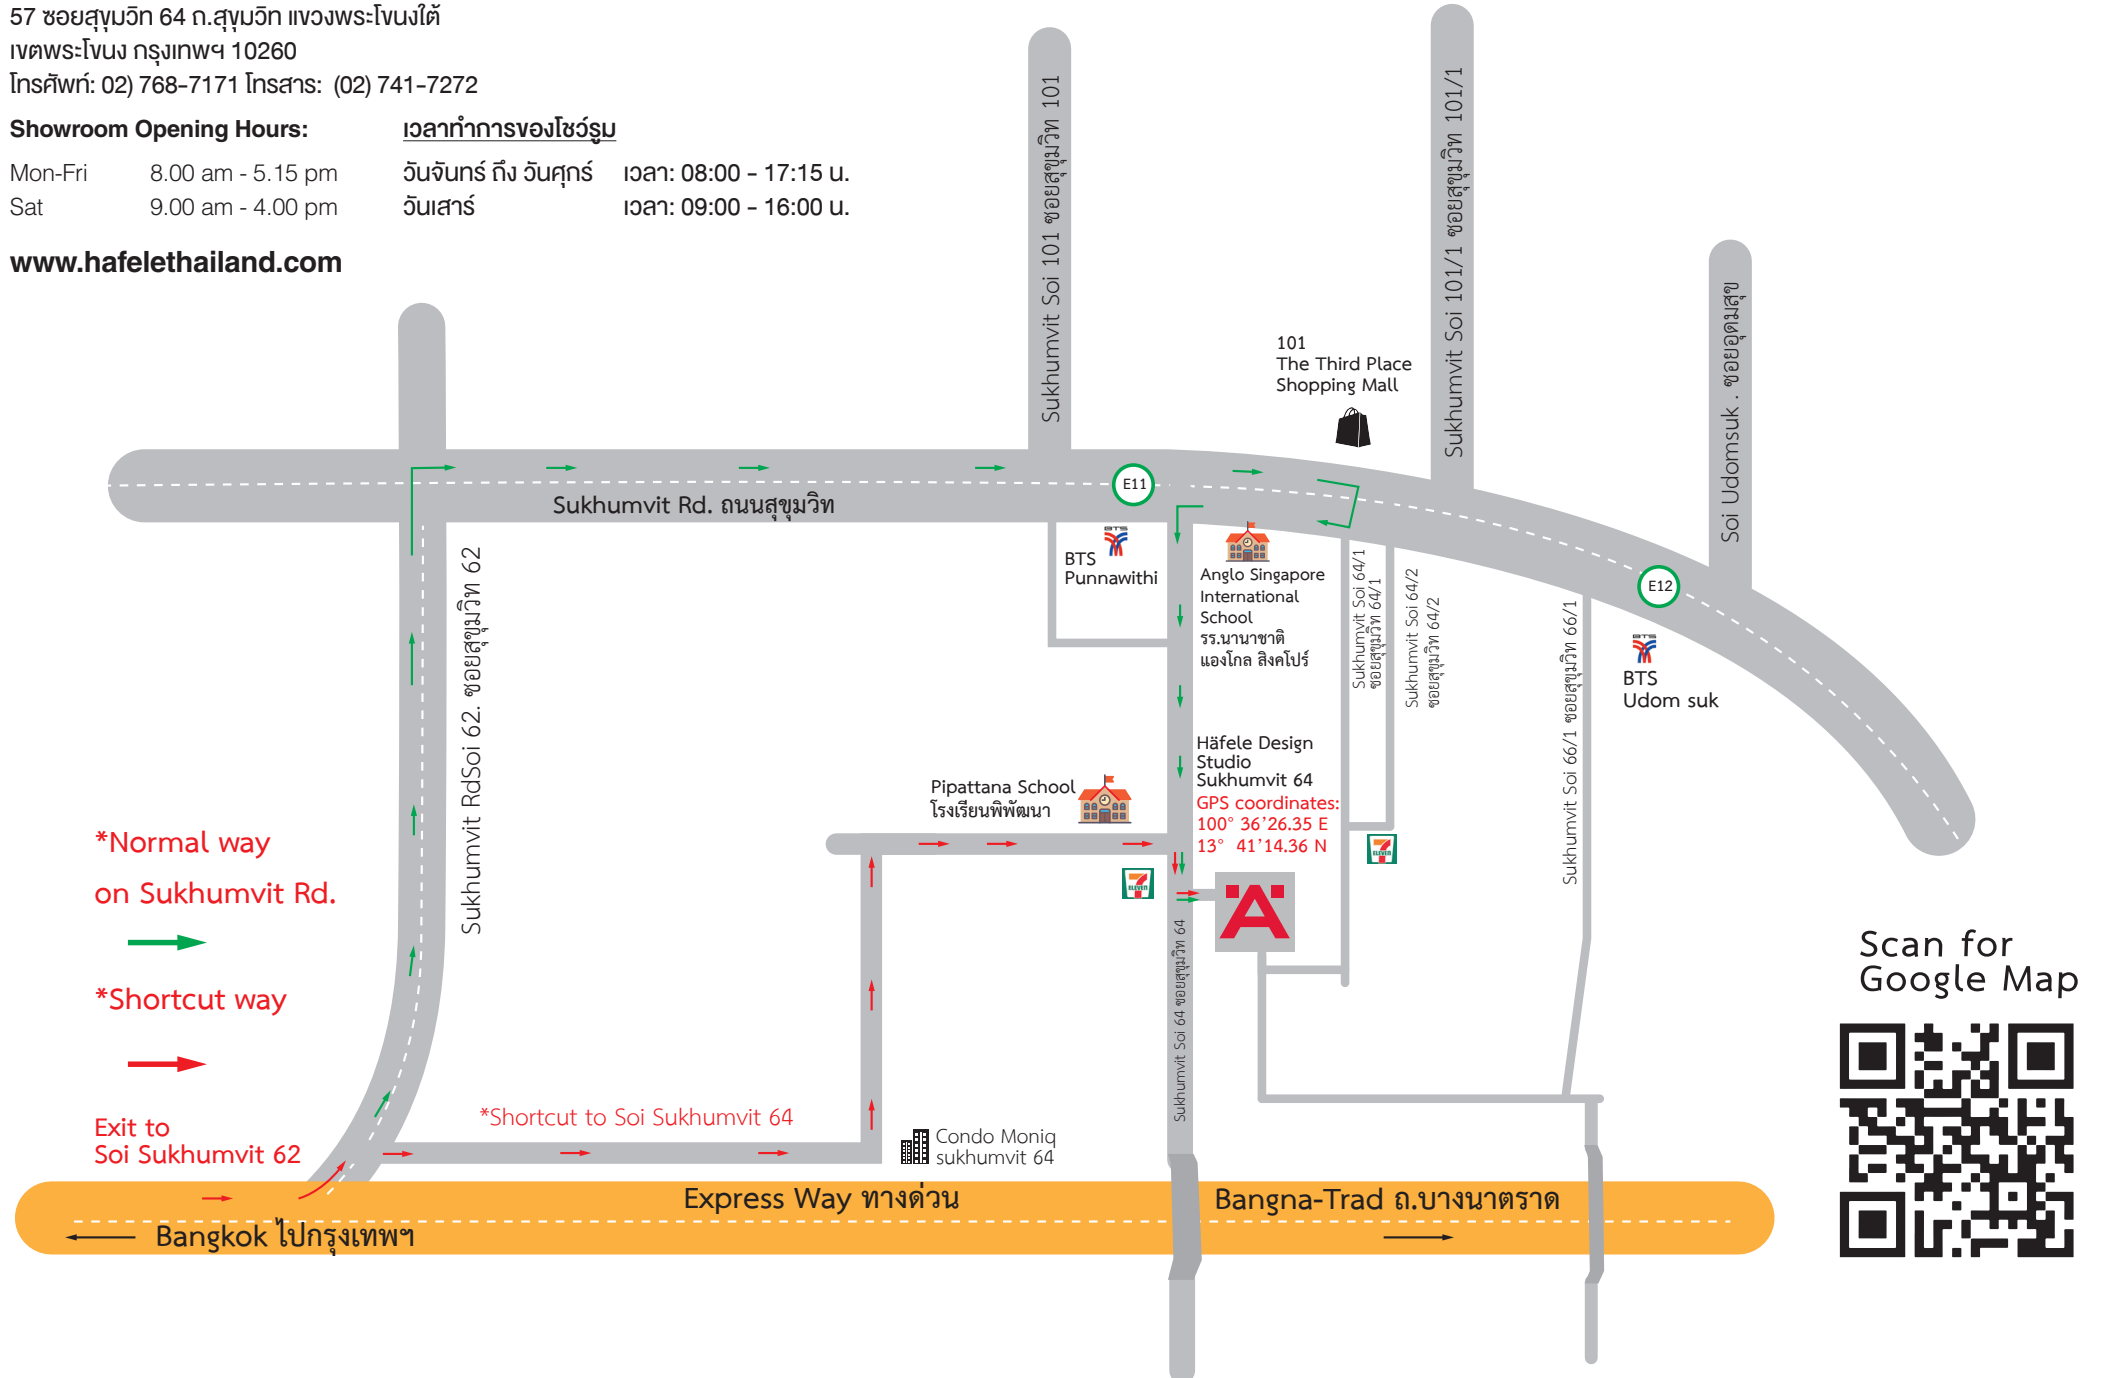 57 ซอยสุขุมวิท 64 ถ.สุขุมวิท แขวงพระโขนงใต้
เขตพระโขนง กรุงเทพฯ 10260
โทรศัพท์: 02) 768-7171 โทรสาร: (02) 741-7272
Showroom Opening Hours: เวลาทำการของโชว์รูม
Mon-Fri 8.00 am - 5.15 pm วันจันทร์ ถึง วันศุกร์ เวลา: 08:00 - 17:15 น.
Sat 9.00 am - 4.00 pm วันเสาร์ เวลา: 09:00 - 16:00 น.
www.hafelethailand.com
Sukhumvit Soi 101 ซอยสุขุมวิท 101
Sukhumvit Soi 101/1 ซอยสุขุมวิท 101/1
Soi Udomsuk . ซอยอุดมสุข
101
The Third Place
Shopping Mall
Sukhumvit Rd. ถนนสุขุมวิท
E11
E12
BTS
BTS
Punnawithi
Anglo Singapore
International
School
รร.นานาชาติ
แองโกล สิงคโปร์
Sukhumvit Soi 64/1
ซอยสุขุมวิท 64/1
Sukhumvit Soi 64/2
ซอยสุขุมวิท 64/2
Sukhumvit Soi 66/1 ซอยสุขุมวิท 66/1
BTS
BTS
Udom suk
Sukhumvit RdSoi 62. ซอยสุขุมวิท 62
Häfele Design
Studio
Sukhumvit 64
GPS coordinates:
100° 36’26.35 E
13° 41’14.36 N
Pipattana School
โรงเรียนพิพัฒนา
7
ELEVEN
7
ELEVEN
Ä
Sukhumvit Soi 64 ซอยสุขุมวิท 64
*Normal way
on Sukhumvit Rd.
*Shortcut way
Exit to
Soi Sukhumvit 62
*Shortcut to Soi Sukhumvit 64
Condo Moniq
sukhumvit 64
Express Way ทางด่วน
Bangna-Trad ถ.บางนาตราด
Bangkok ไปกรุงเทพฯ
Scan for
Google Map